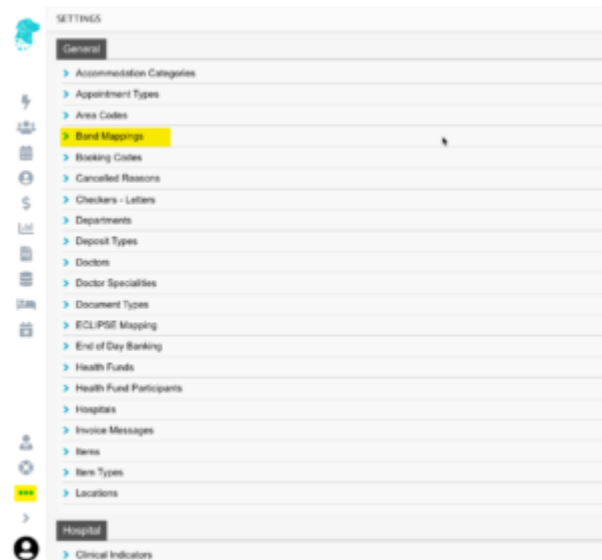 SETTINGS
General
Accommodation Categories
Appointment Types
Area Codes
Band Mappings
Booking Codes
Cancelled Reasons
Checkers - Letters
Departments
Deposit Types
Doctors
Doctor Specialities
Document Types
ECLIPSE Mapping
End of Day Banking
Health Funds
Health Fund Participants
Hospitals
Invoice Messages
Items
Item Types
Locations
Hospital
Clinical Indicators